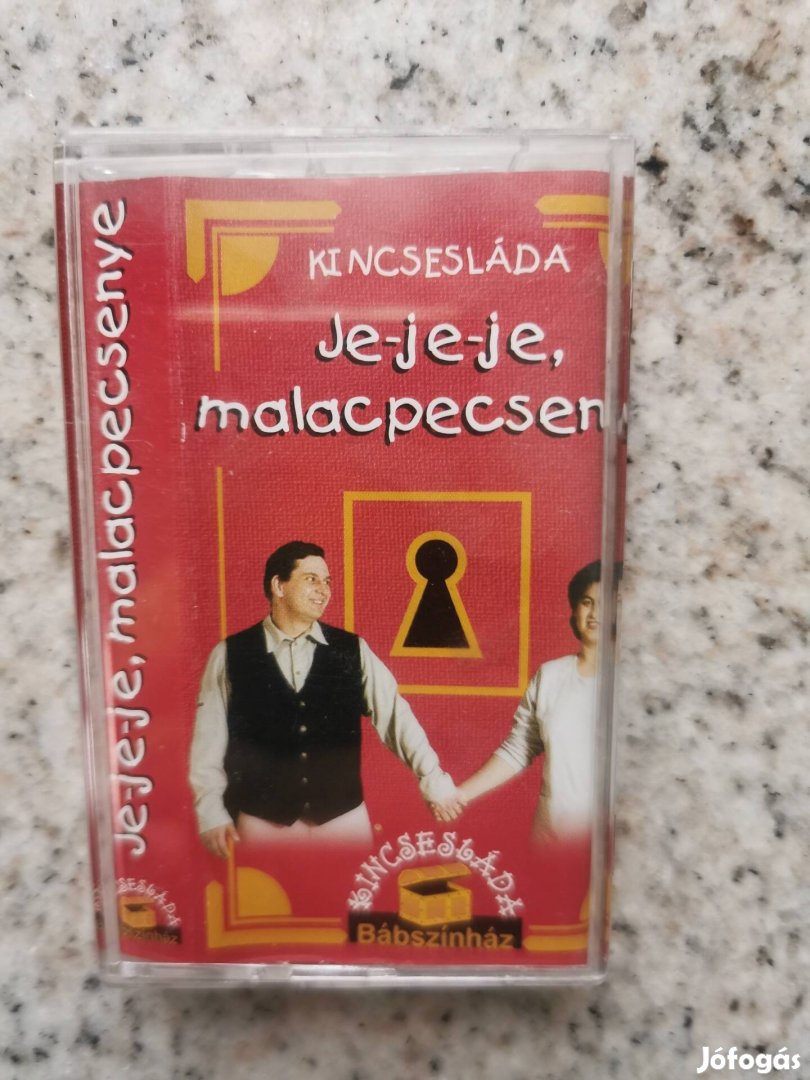 Je-je-je, malacpecsenye
KINCSESLÁDA
Je-je-je,
malacpecsen
KINCSESLÁDA
Bábszínház
Jófogás